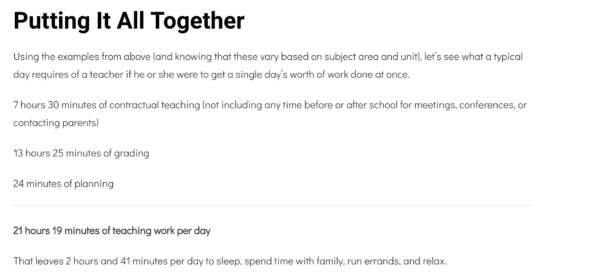 Putting It All Together
Using the examples from above (and knowing that these vary based on subject area and unit), let's see what a typical
day requires of a teacher if he or she were to get a single day's worth of work done at once.
7 hours 30 minutes of contractual teaching (not including any time before or after school for meetings, conferences, or
contacting parents)
13 hours 25 minutes of grading
24 minutes of planning
21 hours 19 minutes of teaching work per day
That leaves 2 hours and 41 minutes per day to sleep, spend time with family, run errands, and relax.